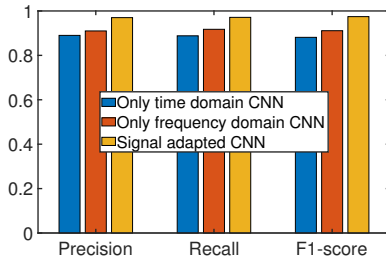 1
0.8
0.6
0.4
0.2
0
Only time domain CNN
Only frequency domain CNN
Signal adapted CNN
Precision Recall F1-score